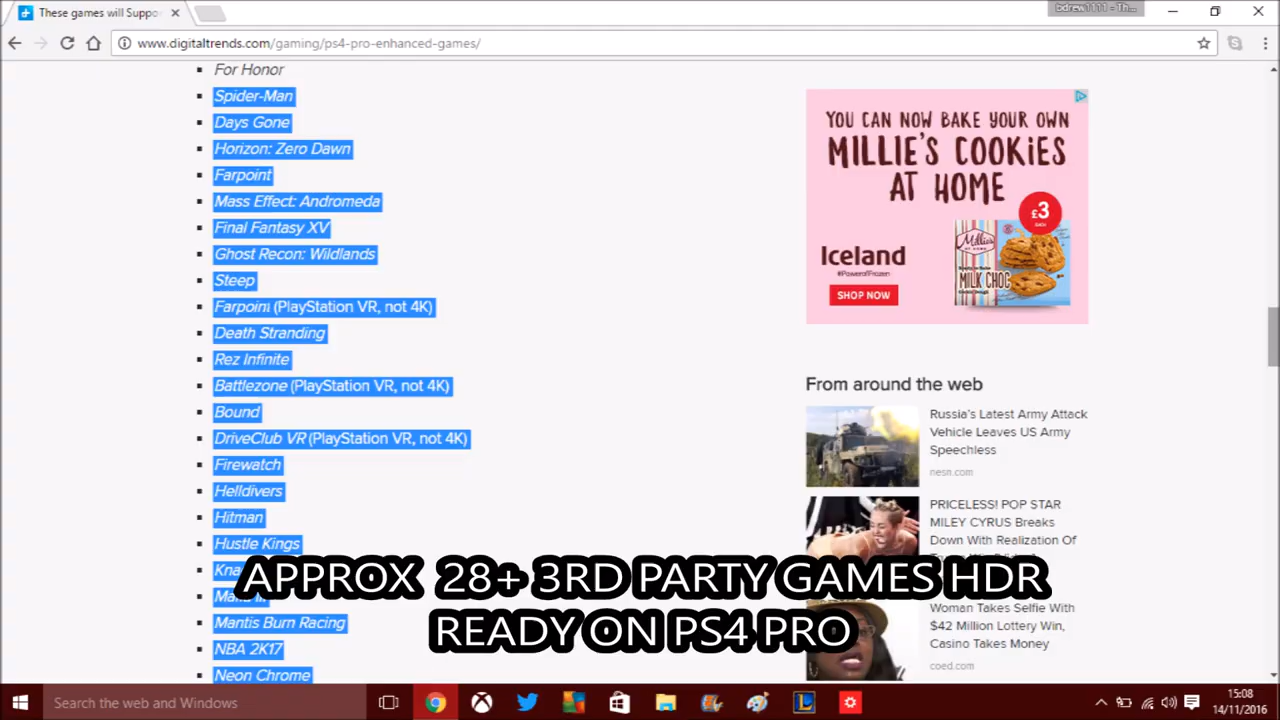 These games will Suppo
bdrew1111 - Th...
www.digitaltrends.com/gaming/ps4-pro-enhanced-games/
For Honor
Spider-Man
Days Gone
Horizon: Zero Dawn
Farpoint
Mass Effect: Andromeda
Final Fantasy XV
Ghost Recon: Wildlands
Steep
Farpoint (PlayStation VR, not 4K)
Death Stranding
Rez Infinite
Battlezone (PlayStation VR, not 4K)
Bound
DriveClub VR (PlayStation VR, not 4K)
Firewatch
Helldivers
Hitman
Hustle Kings
Kna
Mantis Burn Racing
NBA 2K17
Neon Chrome
YOU CAN NOW BAKE YOUR OWN
MILLIE'S COOKIES
AT HOME
£3
EACH
Iceland
#PowerofFrozen
SHOP NOW
Millie's
MILK CHOC
From around the web
Russia's Latest Army Attack
Vehicle Leaves US Army
Speechless
nesn.com
PRICELESS! POP STAR
MILEY CYRUS Breaks
Down With Realization Of
Woman Takes Selfie With
$42 Million Lottery Win,
Casino Takes Money
coed.com
APPROX 28+ 3RD PARTY GAMES HDR
READY ON PS4 PRO
Search the web and Windows
15:08
14/11/2016